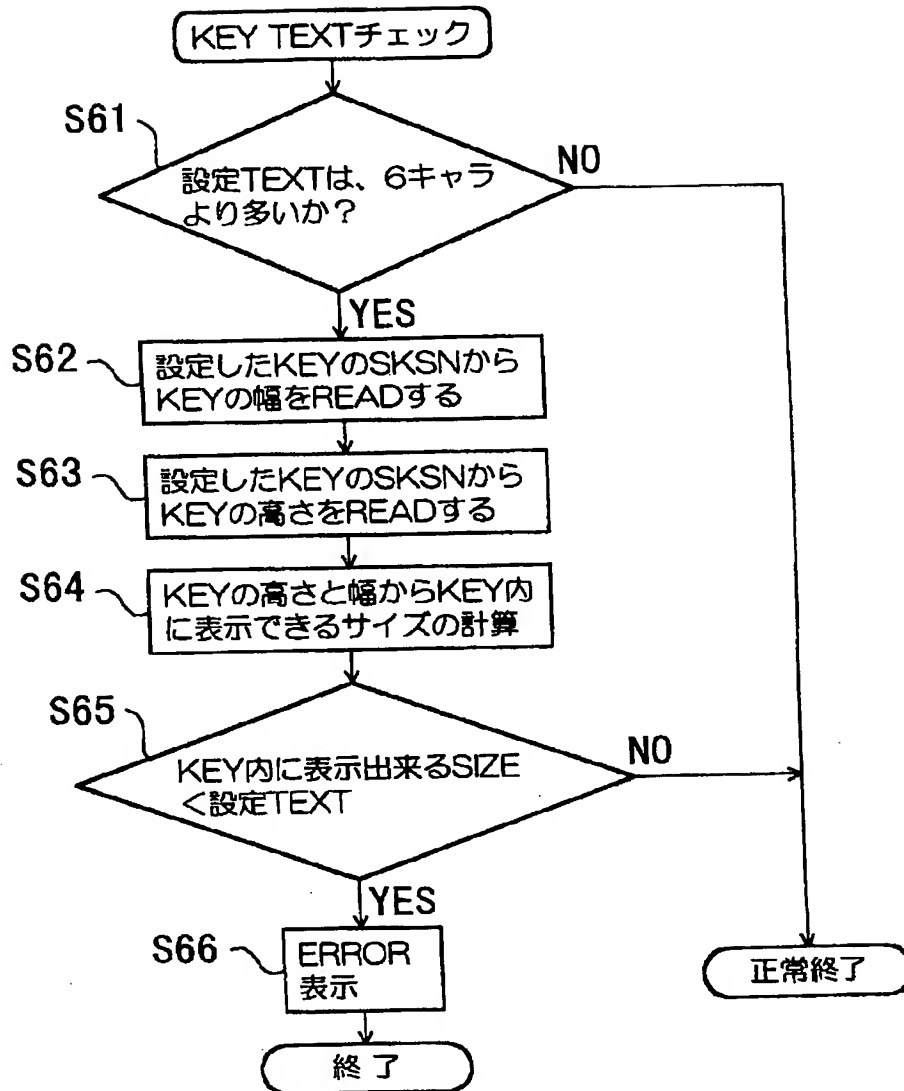 KEY TEXTチェック
S61
設定TEXTは、6キャラ
より多いか?
NO
YES
S62
設定したKEYのSKSNから
KEYの幅をREADする
S63
設定したKEYのSKSNから
KEYの高さをREADする
S64
KEYの高さと幅からKEY内
に表示できるサイズの計算
S65
KEY内に表示出来るSIZE
<設定TEXT
NO
YES
S66
ERROR
表示
正常終了
終了